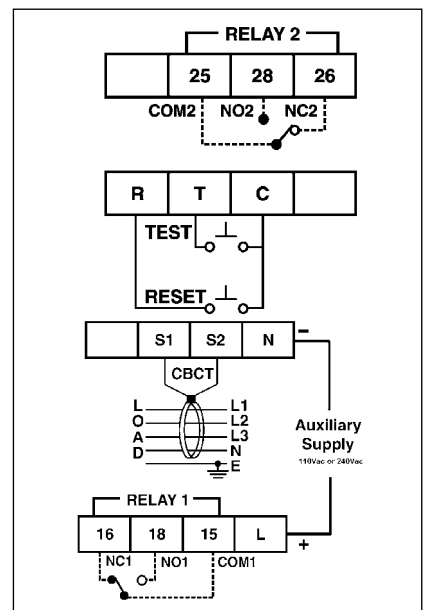 RELAY 2
25 28 26
COM2 NO2 NC2
R T C
TEST
RESET
S1 S2 N −
CBCT
L L1
O L2
A L3
D N
E
Auxiliary
Supply
110Vac or 240Vac
RELAY 1
16 18 15 L +
NC1 NO1 COM1